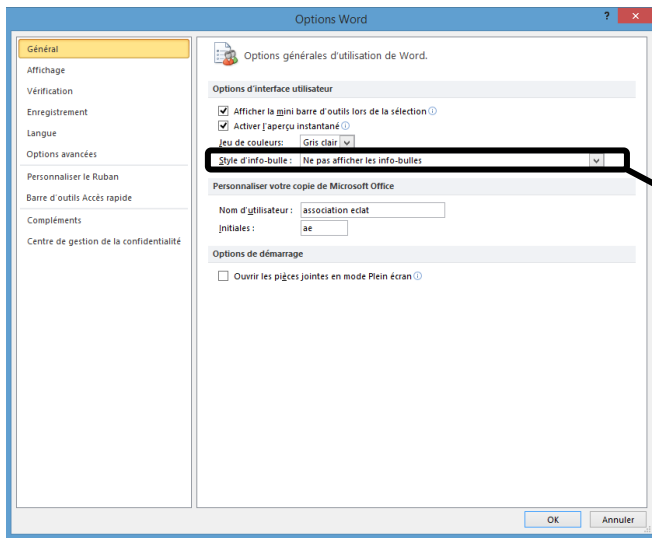 Options Word
?
×
Général
Affichage
Vérification
Enregistrement
Langue
Options avancées
Personnaliser le Ruban
Barre d'outils Accès rapide
Compléments
Centre de gestion de la confidentialité
Options générales d'utilisation de Word.
Options d'interface utilisateur
Afficher la mini barre d'outils lors de la sélection
Activer l'aperçu instantané
Jeu de couleurs: Gris clair
Style d'info-bulle : Ne pas afficher les info-bulles
Personnaliser votre copie de Microsoft Office
Nom d'utilisateur : association eclat
Initiales : ae
Options de démarrage
Ouvrir les pièces jointes en mode Plein écran
OK Annuler